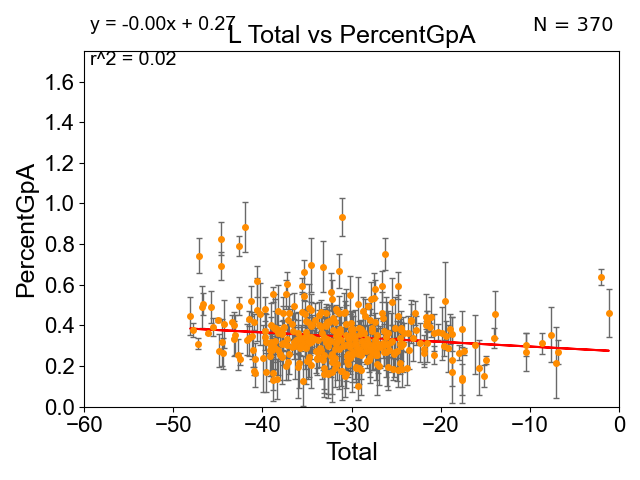 y = -0.00x + 0.27
N = 370
L Total vs PercentGpA
r^2 = 0.02
PercentGpA
1.6
1.4
1.2
1.0
0.8
0.6
0.4
0.2
0.0
−60 −50 −40 −30 −20 −10 0
Total